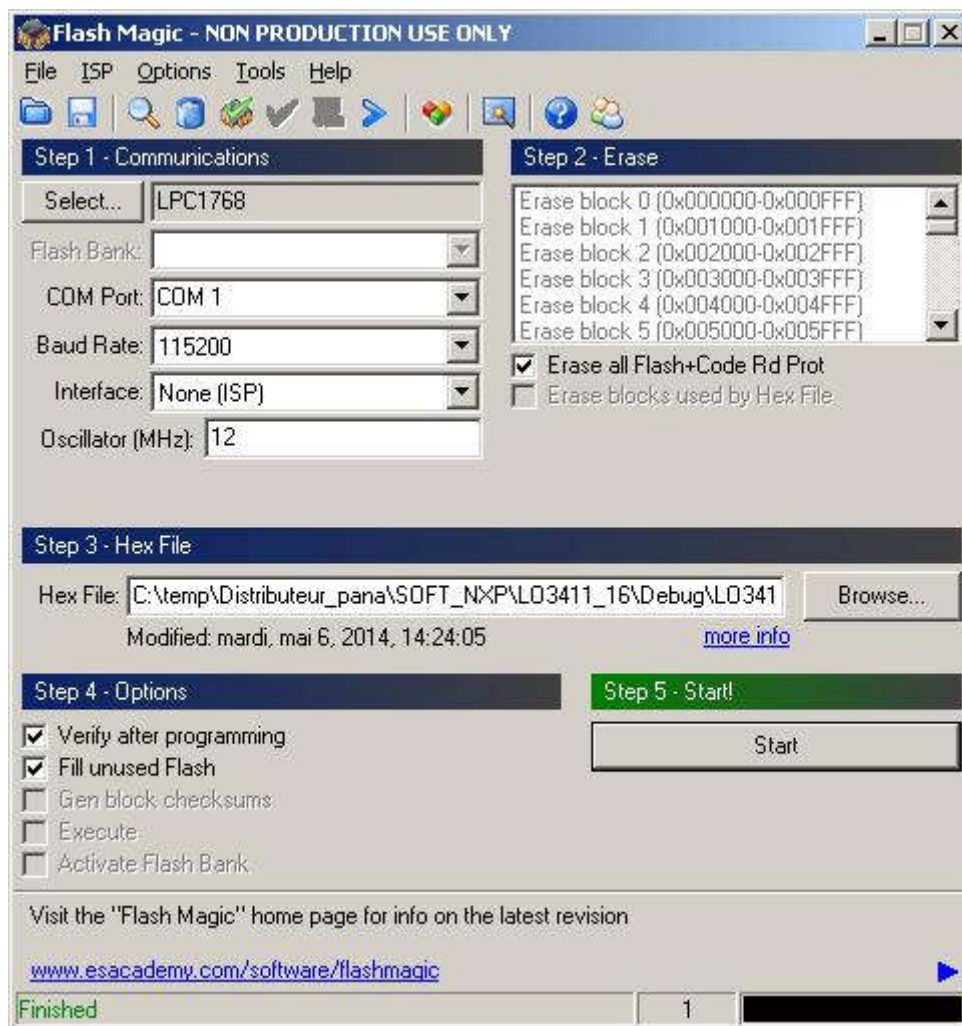 Flash Magic - NON PRODUCTION USE ONLY
File ISP Options Tools Help
Step 1 - Communications
Select... LPC1768
Flash Bank:
COM Port: COM 1
Baud Rate: 115200
Interface: None (ISP)
Oscillator (MHz): 12
Step 2 - Erase
Erase block 0 (0x000000-0x000FFF)
Erase block 1 (0x001000-0x001FFF)
Erase block 2 (0x002000-0x002FFF)
Erase block 3 (0x003000-0x003FFF)
Erase block 4 (0x004000-0x004FFF)
Erase block 5 (0x005000-0x005FFF)
Erase all Flash+Code Rd Prot
Erase blocks used by Hex File
Step 3 - Hex File
Hex File: C:\temp\Distributeur_pana\SOFT_NXP\LO3411_16\Debug\LO341 Browse...
Modified: mardi, mai 6, 2014, 14:24:05 more info
Step 4 - Options
Verify after programming
Fill unused Flash
Gen block checksums
Execute
Activate Flash Bank
Step 5 - Start!
Start
Visit the "Flash Magic" home page for info on the latest revision
www.esacademy.com/software/flashmagic
Finished 1